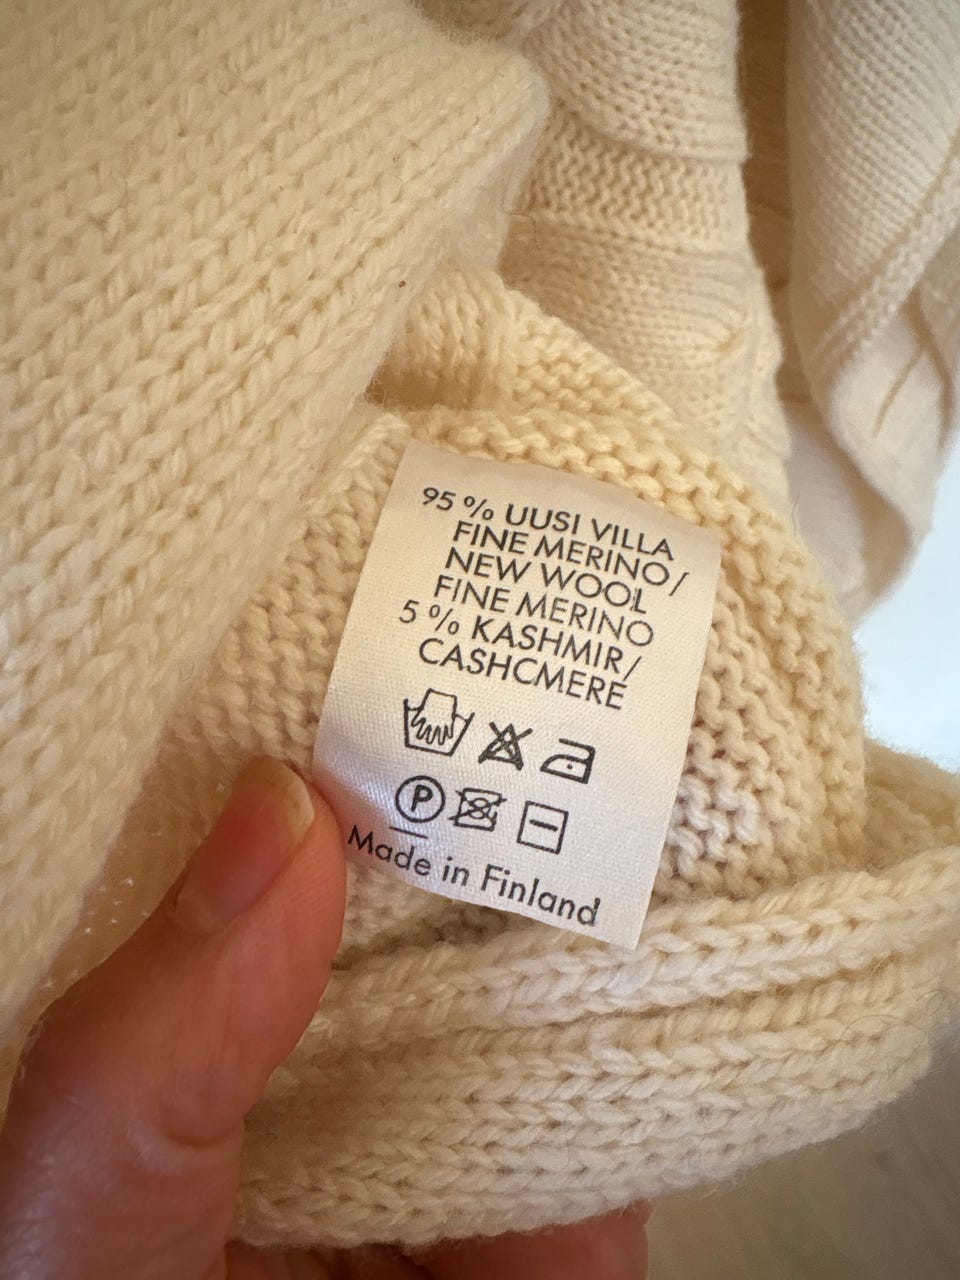 95 % UUSI VILLA
FINE MERINO/
NEW WOOL
FINE MERINO
5 % KASHMIR/
CASHCMERE
P
Made in Finland